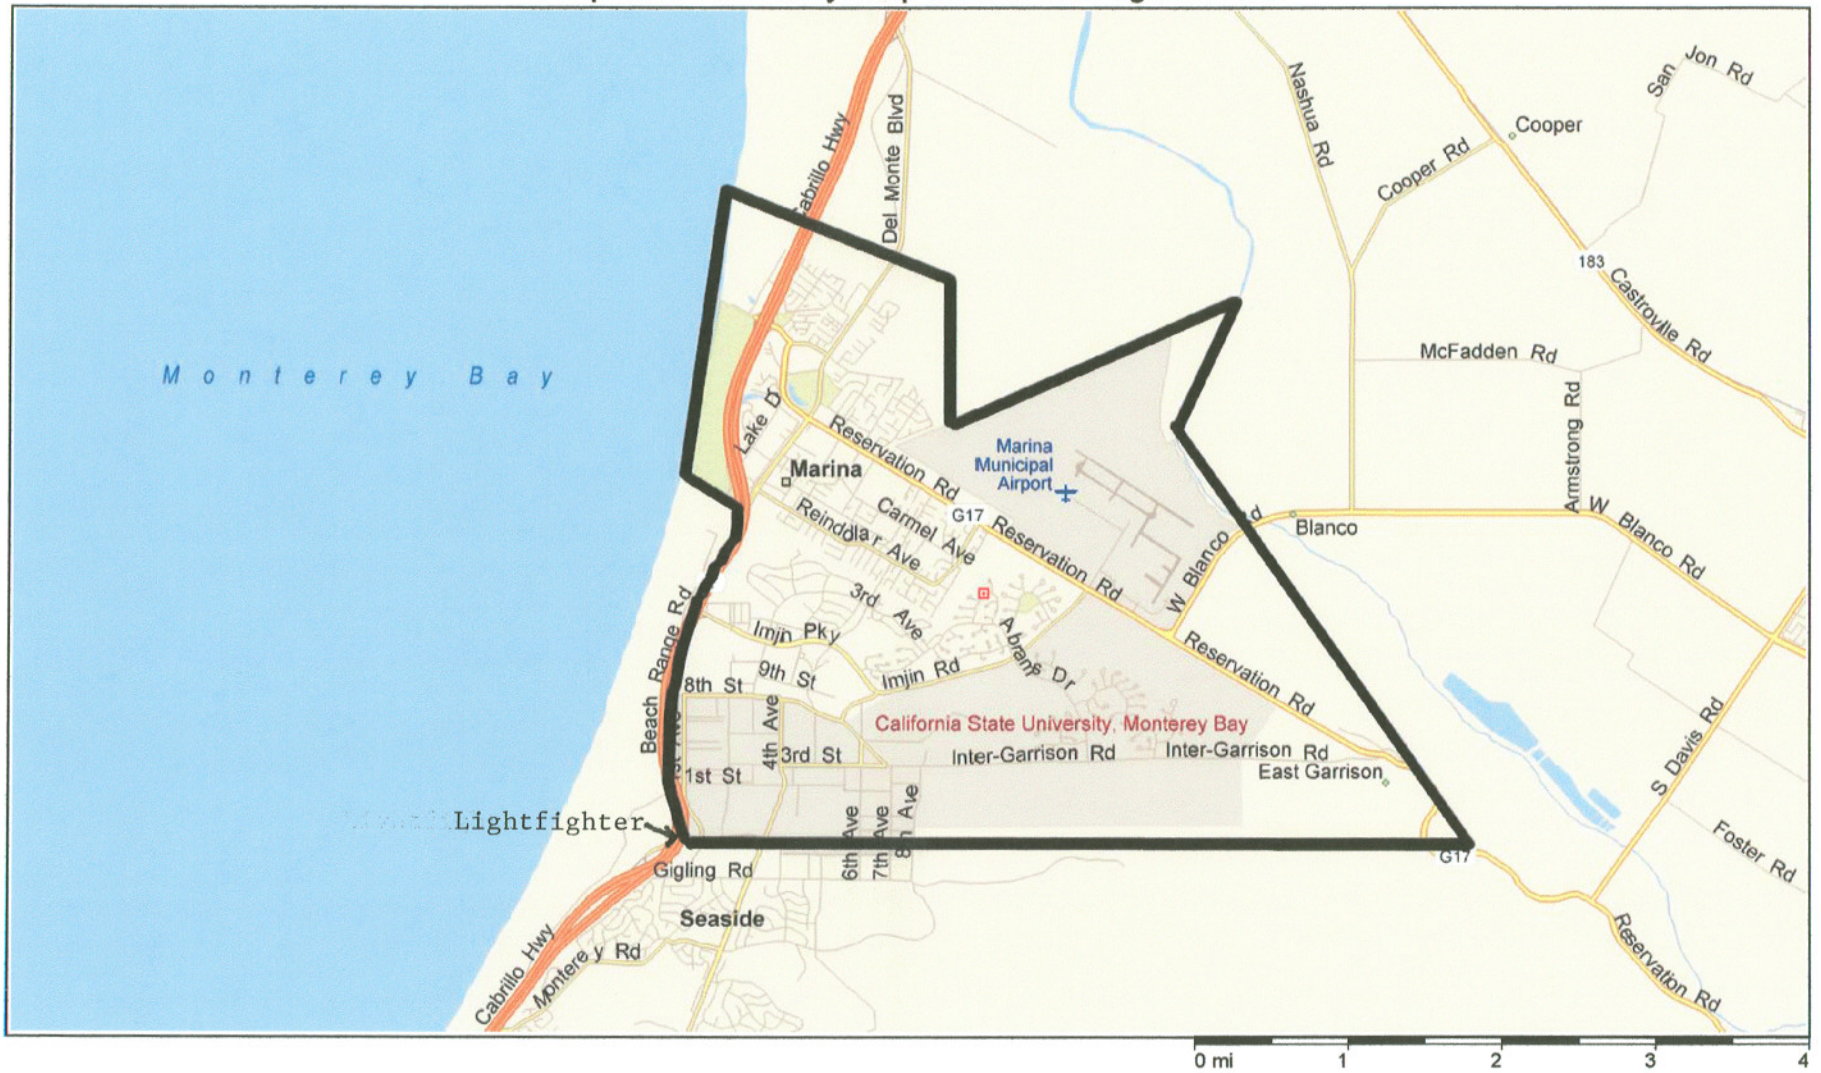 San Jon Rd
Nashua Rd
Cooper
Cooper Rd
Cabrillo Hwy
Del Monte Blvd
183
Castroville Rd
McFadden Rd
Armstrong Rd
Monterey Bay
Lake Dr
Reservation Rd
Marina
Municipal
Airport
Marina
G17
Carmel Ave
Reservation Rd
Reindollar Ave
Blanco
W Blanco Rd
W Blanco Rd
3rd Ave
Abrams Dr
Imjin Pky
Imjin Rd
Beach Range Rd
9th St
8th St
Reservation Rd
California State University, Monterey Bay
4th Ave
3rd St
Inter-Garrison Rd
Inter-Garrison Rd
East Garrison
1st Ave
1st St
S Davis Rd
Lightfighter
6th Ave
7th Ave
8th Ave
G17
Foster Rd
Gigling Rd
Seaside
Cabrillo Hwy
Monterey Rd
Reservation Rd
0 mi 1 2 3 4